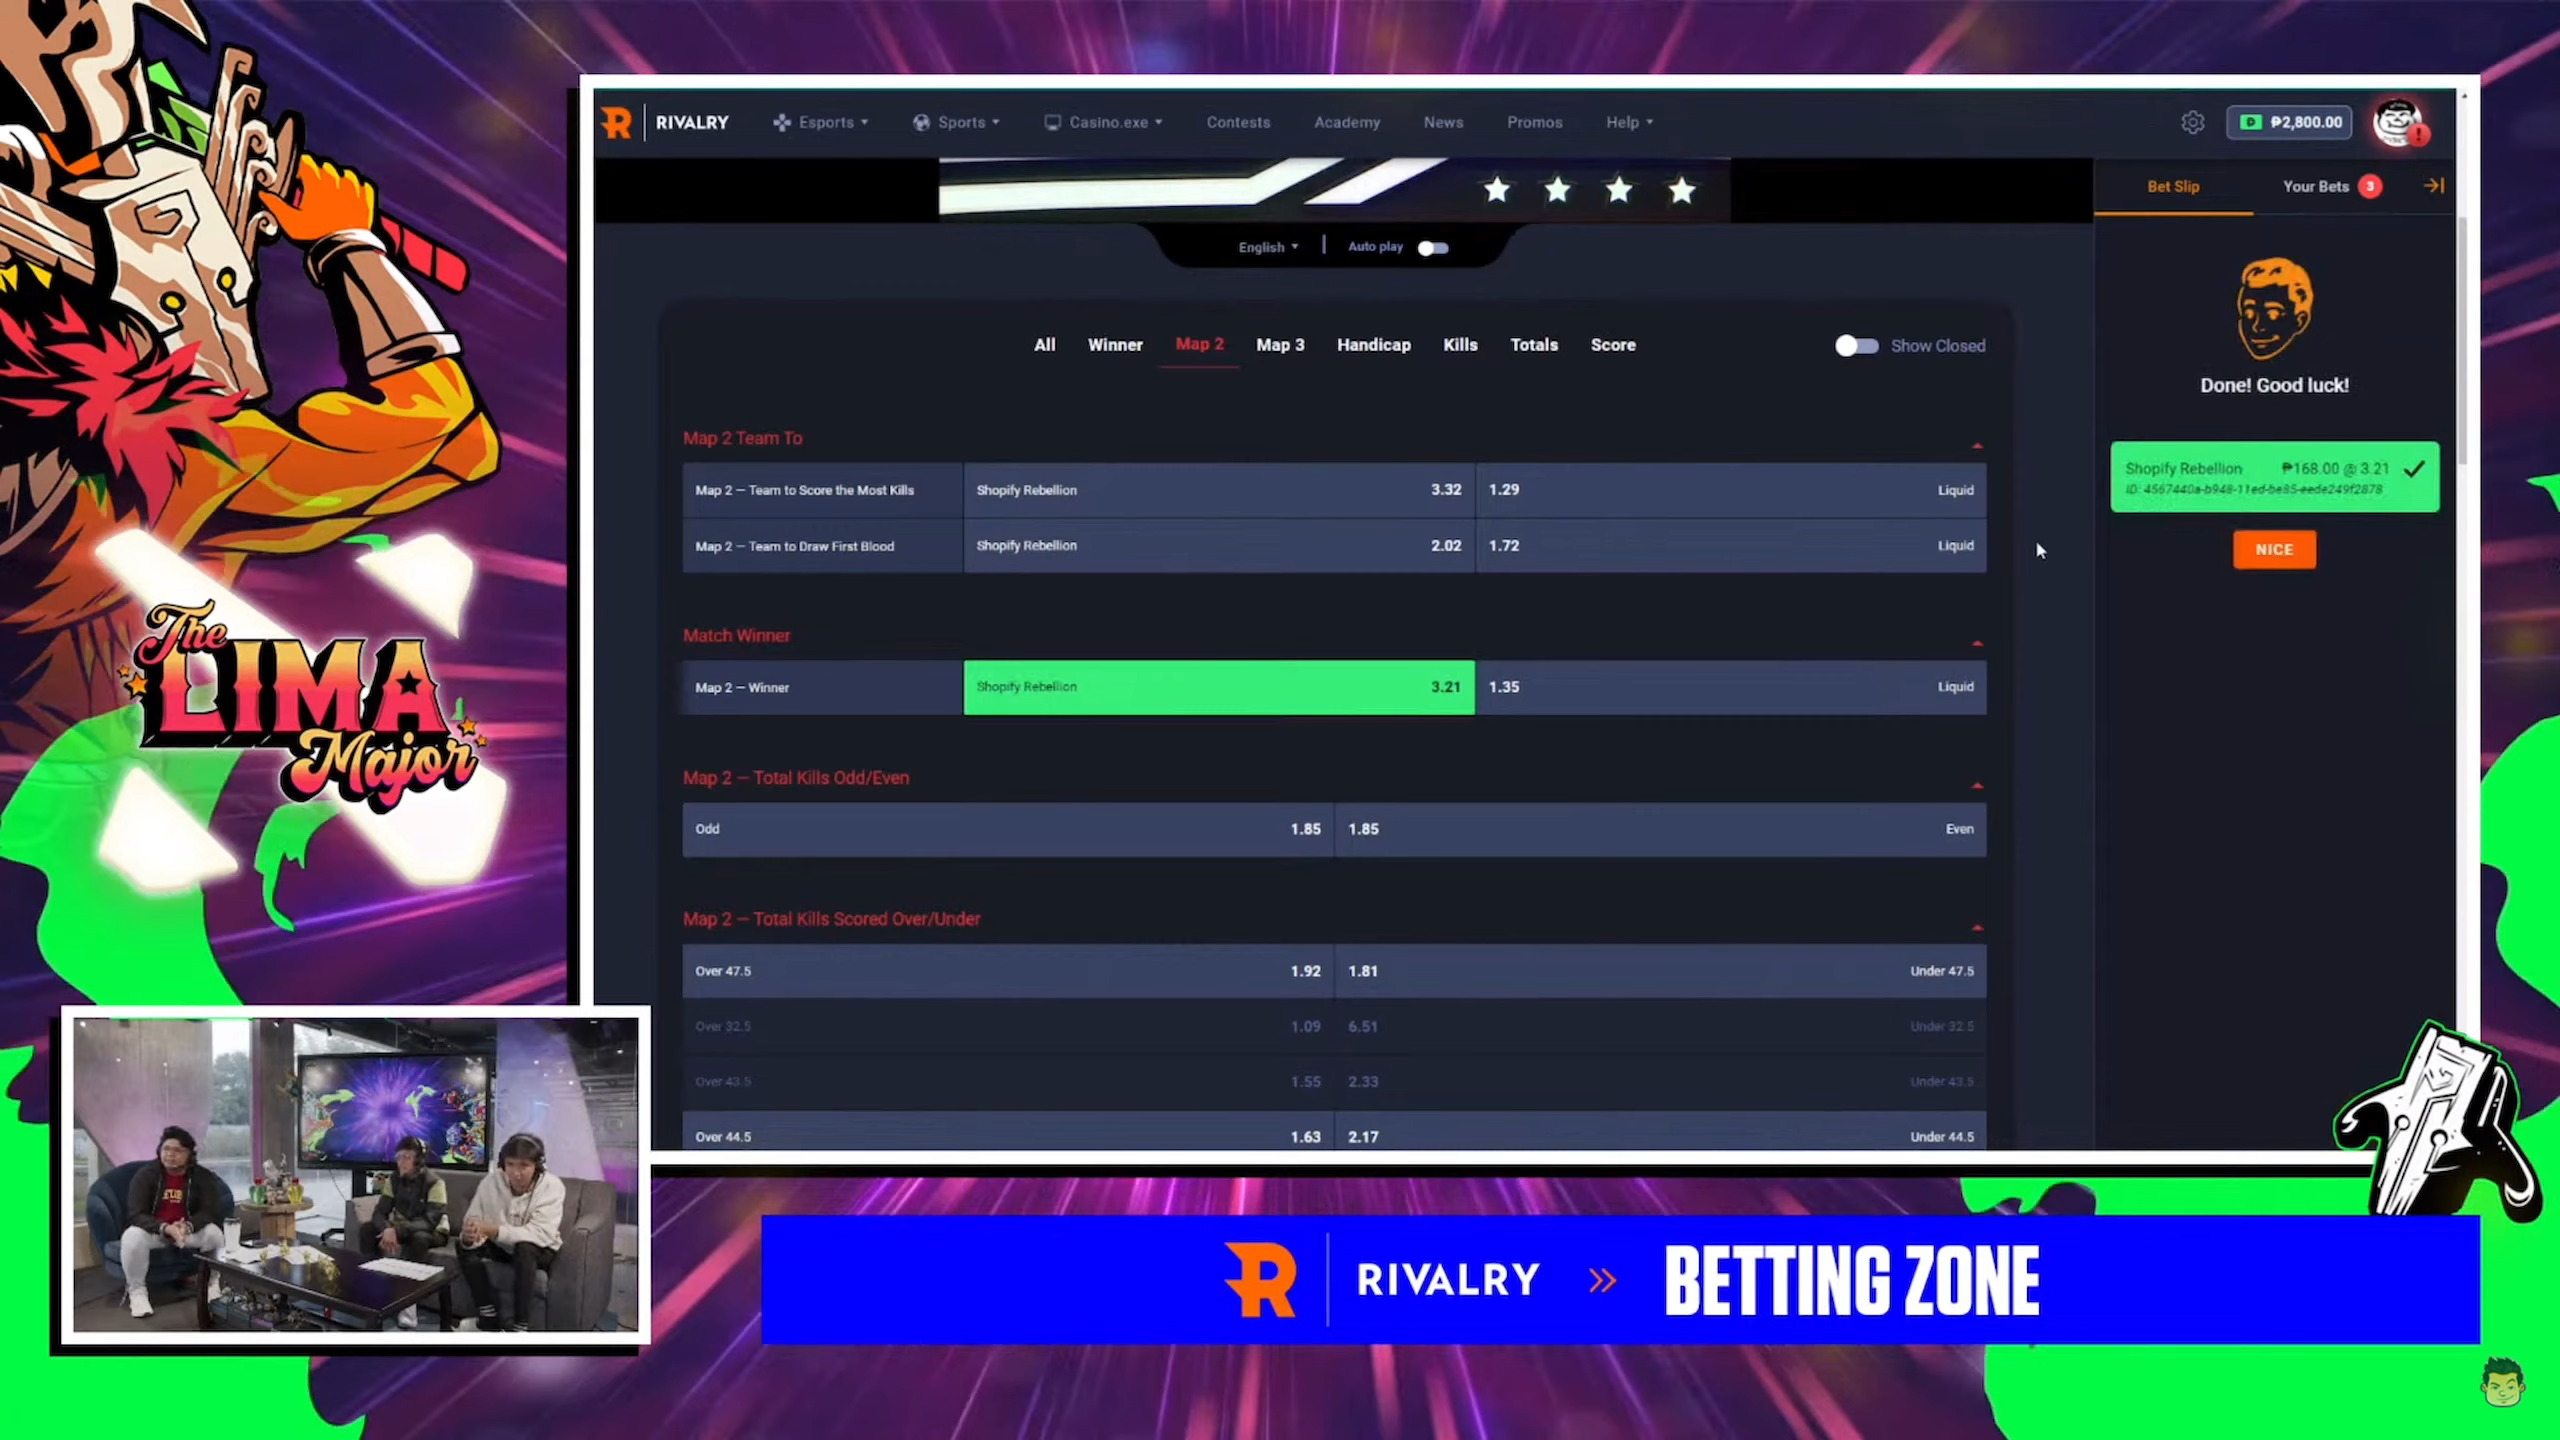 RIVALRY
Esports
Sports
Casino.exe
Contests
Academy
News
Promos
Help
₱2,800.00
English
Auto play
Bet Slip
Your Bets 3
Done! Good luck!
Shopify Rebellion ₱168.00 @ 3.21
ID: 4567440a-b948-11ed-be85-eede249f2878
NICE
All
Winner
Map 2
Map 3
Handicap
Kills
Totals
Score
Show Closed
Map 2 Team To
Map 2 – Team to Score the Most Kills Shopify Rebellion 3.32 1.29 Liquid
Map 2 – Team to Draw First Blood Shopify Rebellion 2.02 1.72 Liquid
Match Winner
Map 2 – Winner Shopify Rebellion 3.21 1.35 Liquid
Map 2 – Total Kills Odd/Even
Odd 1.85 1.85 Even
Map 2 – Total Kills Scored Over/Under
Over 47.5 1.92 1.81 Under 47.5
Over 32.5 1.09 6.51 Under 32.5
Over 43.5 1.55 2.33 Under 43.5
Over 44.5 1.63 2.17 Under 44.5
The
LIMA
Major
RIVALRY
BETTING ZONE